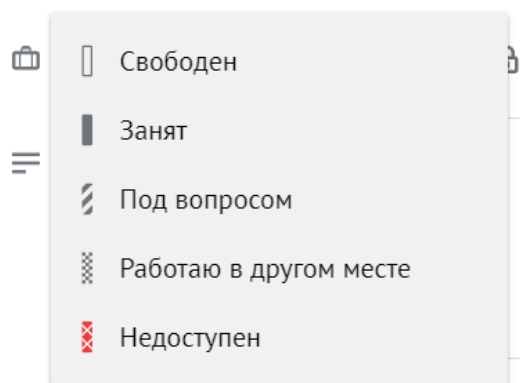 Свободен
Занят
Под вопросом
Работаю в другом месте
Недоступен